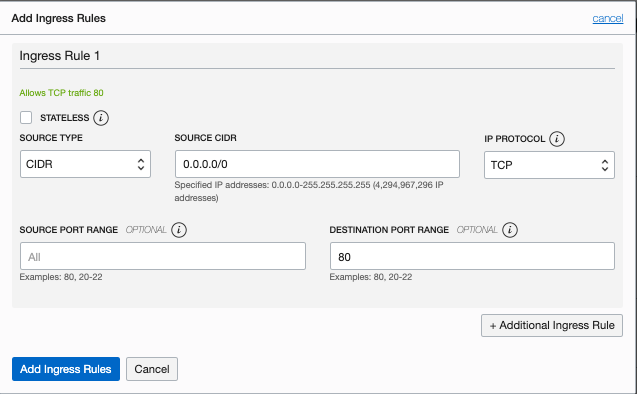 Add Ingress Rules cancel
Ingress Rule 1
Allows TCP traffic 80
STATELESS i
SOURCE TYPE SOURCE CIDR IP PROTOCOL i
CIDR 0.0.0.0/0 TCP
Specified IP addresses: 0.0.0.0-255.255.255.255 (4,294,967,296 IP
addresses)
SOURCE PORT RANGE OPTIONAL i DESTINATION PORT RANGE OPTIONAL i
All 80
Examples: 80, 20-22 Examples: 80, 20-22
+ Additional Ingress Rule
Add Ingress Rules Cancel